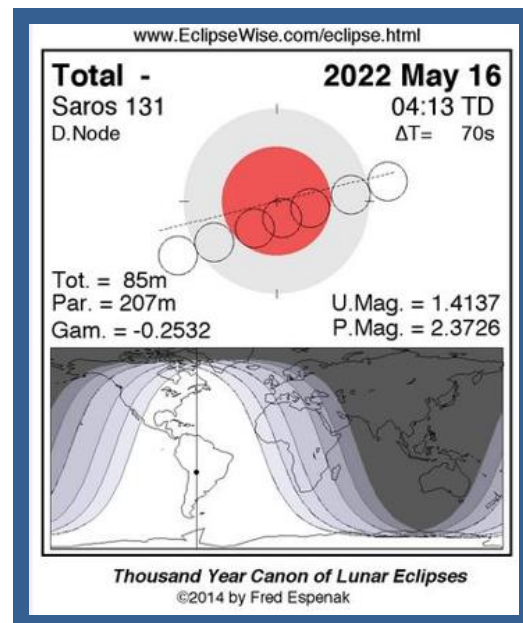 www.EclipseWise.com/eclipse.html
Total - 2022 May 16
Saros 131 04:13 TD
D.Node ΔT= 70s
Tot. = 85m
Par. = 207m U.Mag. = 1.4137
Gam. = -0.2532 P.Mag. = 2.3726
Thousand Year Canon of Lunar Eclipses
©2014 by Fred Espenak